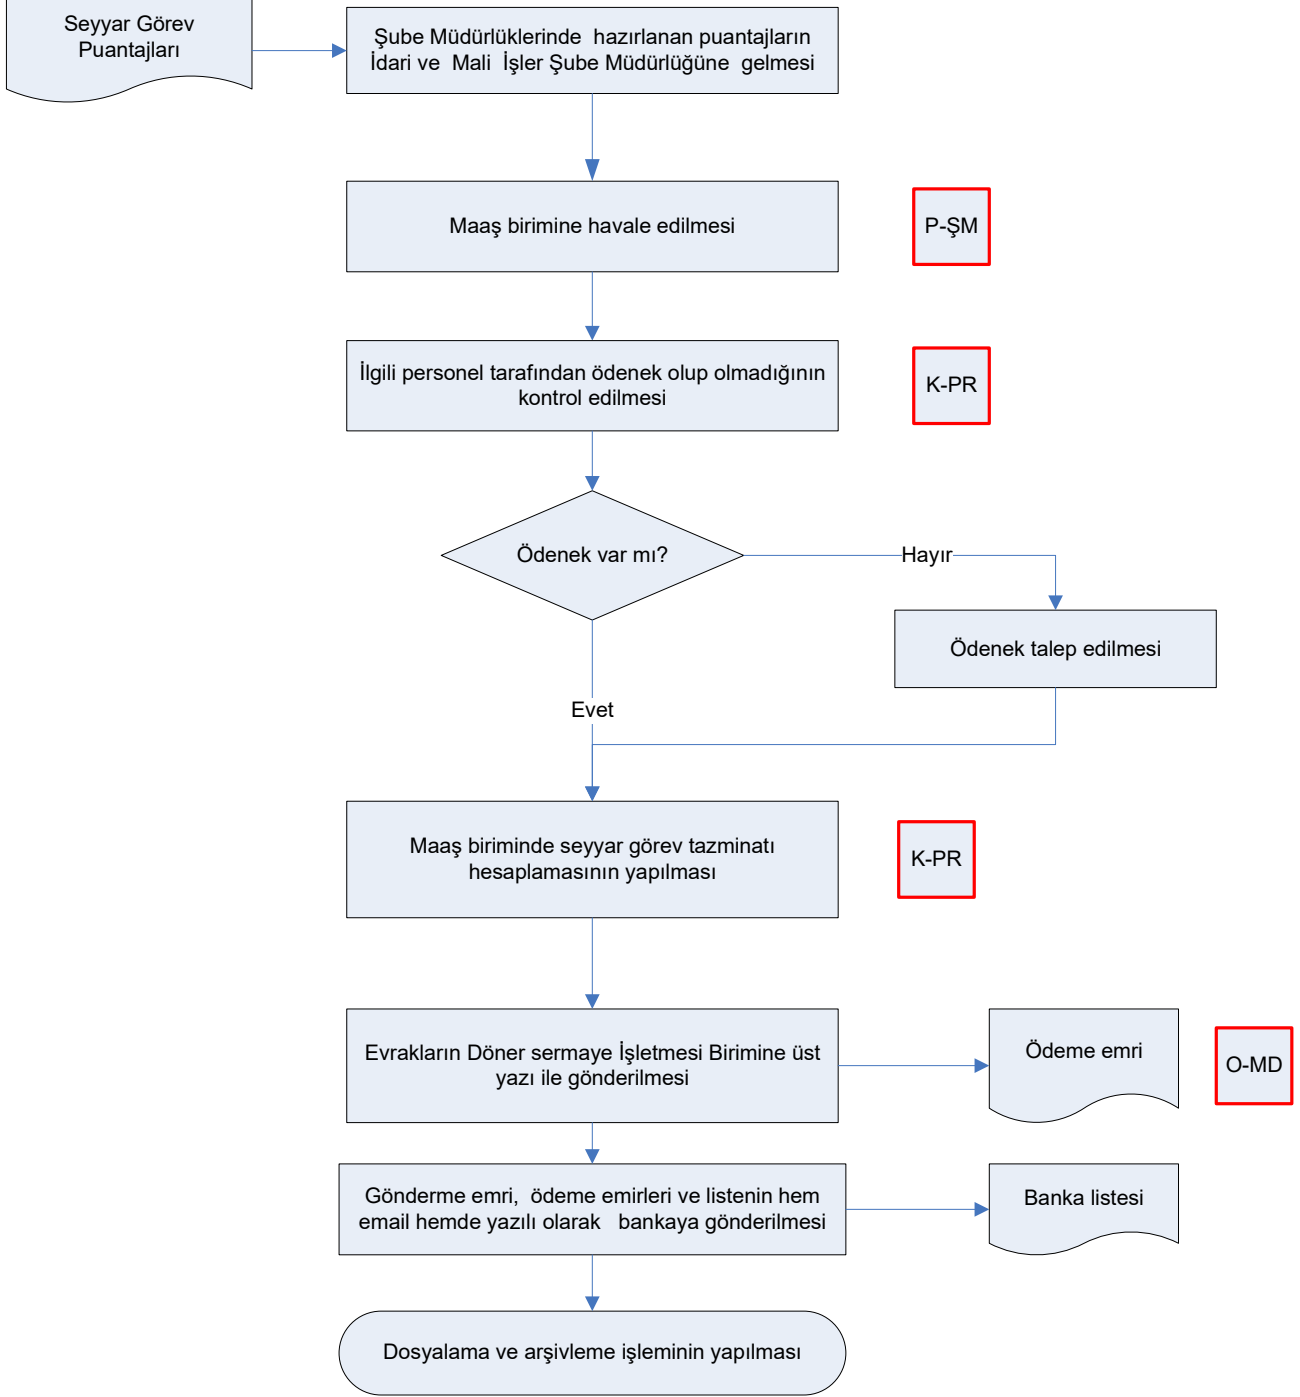 Seyyar Görev
Puantajları
Şube Müdürlüklerinde hazırlanan puantajların
İdari ve Mali İşler Şube Müdürlüğüne gelmesi
Maaş birimine havale edilmesi
P-ŞM
İlgili personel tarafından ödenek olup olmadığının
kontrol edilmesi
K-PR
Ödenek var mı?
Hayır
Ödenek talep edilmesi
Evet
Maaş biriminde seyyar görev tazminatı
hesaplamasının yapılması
K-PR
Evrakların Döner sermaye İşletmesi Birimine üst
yazı ile gönderilmesi
Ödeme emri
O-MD
Gönderme emri, ödeme emirleri ve listenin hem
email hemde yazılı olarak bankaya gönderilmesi
Banka listesi
Dosyalama ve arşivleme işleminin yapılması